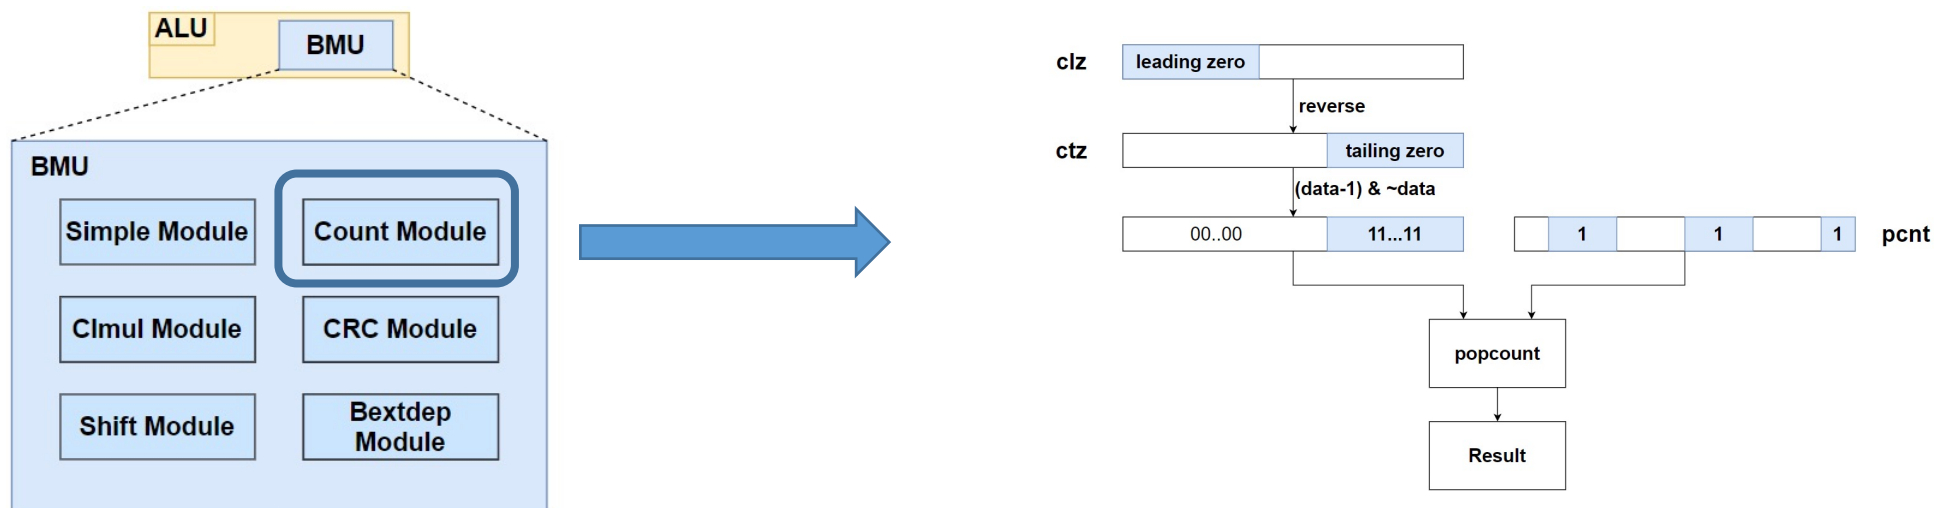 ALU
BMU
BMU
Simple Module
Count Module
Clmul Module
CRC Module
Shift Module
Bextdep
Module
clz
leading zero
reverse
ctz
tailing zero
(data-1) & ~data
00..00
11...11
1
1
1
pcnt
popcount
Result